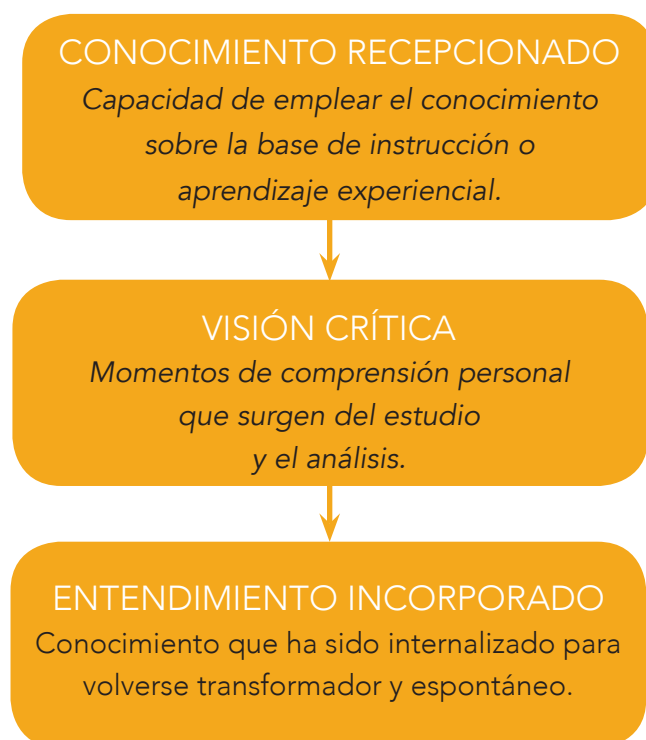 CONOCIMIENTO RECEPCIONADO
Capacidad de emplear el conocimiento
sobre la base de instrucción o
aprendizaje experiencial.
VISIÓN CRÍTICA
Momentos de comprensión personal
que surgen del estudio
y el análisis.
ENTENDIMIENTO INCORPORADO
Conocimiento que ha sido internalizado para
volverse transformador y espontáneo.